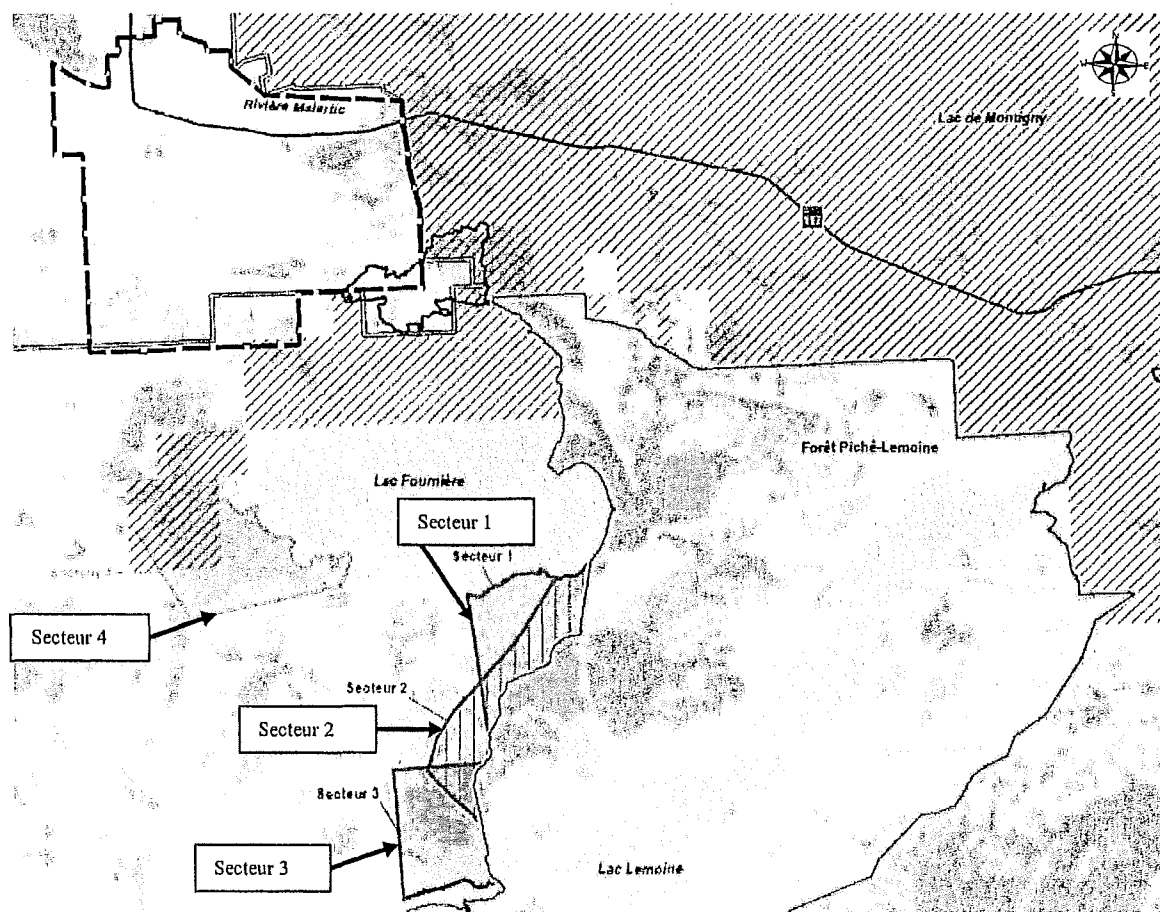 N
E
Rivière Malartic
Lac de Montigny
117
Forêt Piché-Lemoine
Lac Fournière
Secteur 1
Secteur 1
Secteur 4
Secteur 2
Secteur 2
Secteur 3
Secteur 3
Lac Lemoine